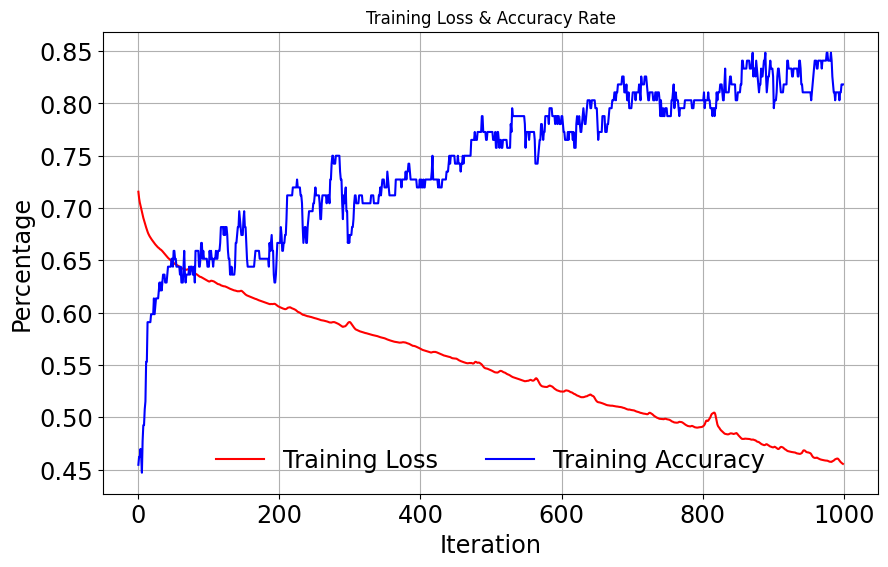 Training Loss & Accuracy Rate
0.85
0.80
0.75
0.70
0.65
0.60
0.55
0.50
0.45
Percentage
Training Loss Training Accuracy
0 200 400 600 800 1000
Iteration